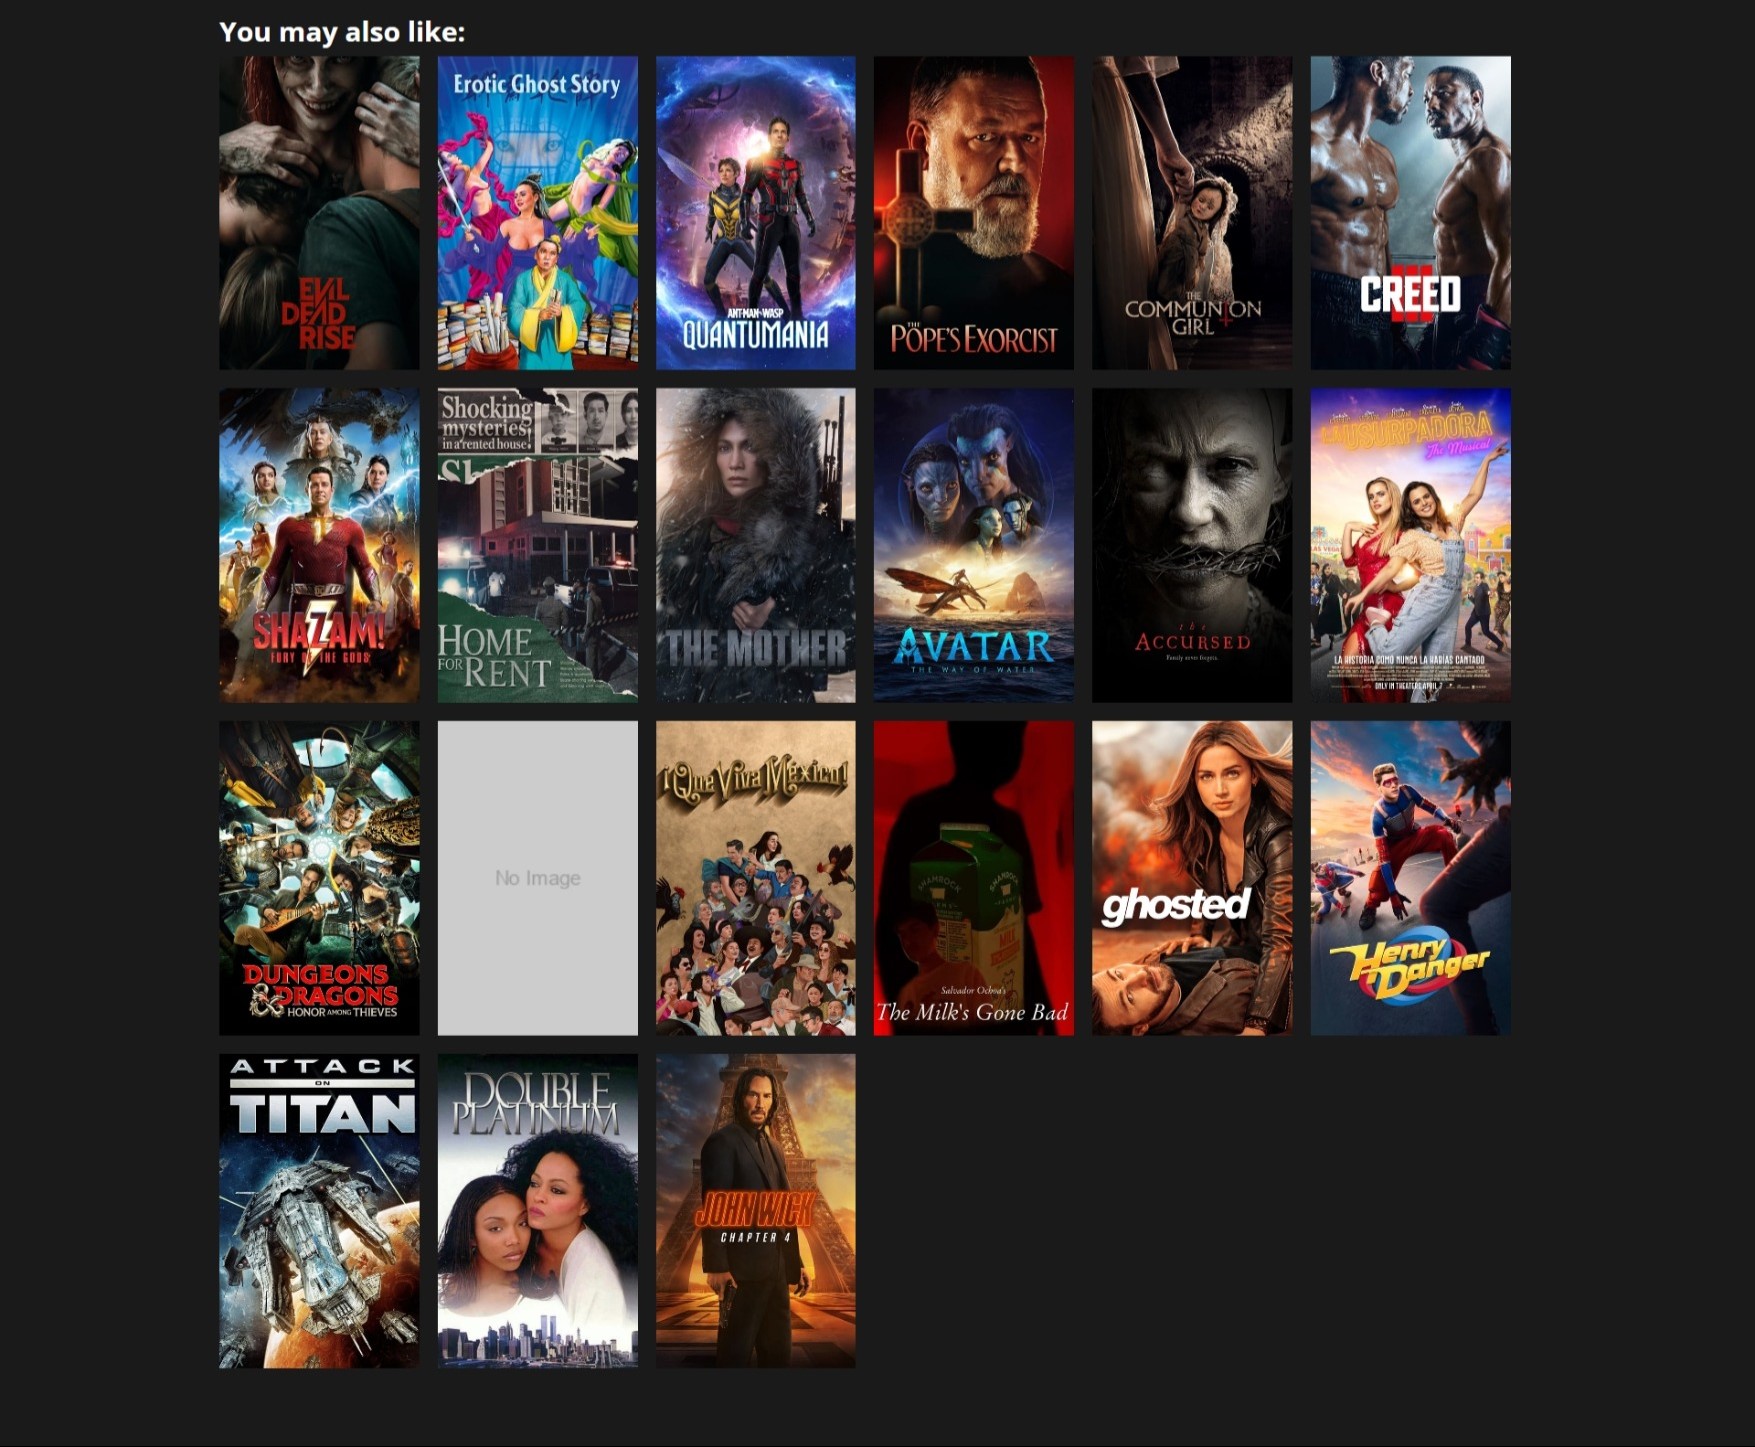 You may also like:
EVIL
DEAD
RISE
Erotic Ghost Story
ANT-MAN AND THE WASP
QUANTUMANIA
THE
POPE'S EXORCIST
THE
COMMUNION
GIRL
CREED
III
SHAZAM!
FURY OF THE GODS
Shocking
mysteries
in a rented house!
HOME
FOR RENT
THE MOTHER
AVATAR
THE WAY OF WATER
the
ACCURSED
Family never forgets.
LA USURPADORA
The Musical
LAS VEGAS
LA HISTORIA COMO NUNCA LA HABÍAS CANTADO
ONLY IN THEATERS APRIL 7
DUNGEONS
& DRAGONS
HONOR AMONG THIEVES
No Image
¡Que Viva México!
SHAMROCK
SHAMROCK
Salvador Ochoa's
The Milk's Gone Bad
ghosted
Henry
Danger
ATTACK
ON
TITAN
DOUBLE
PLATINUM
JOHN WICK
CHAPTER 4